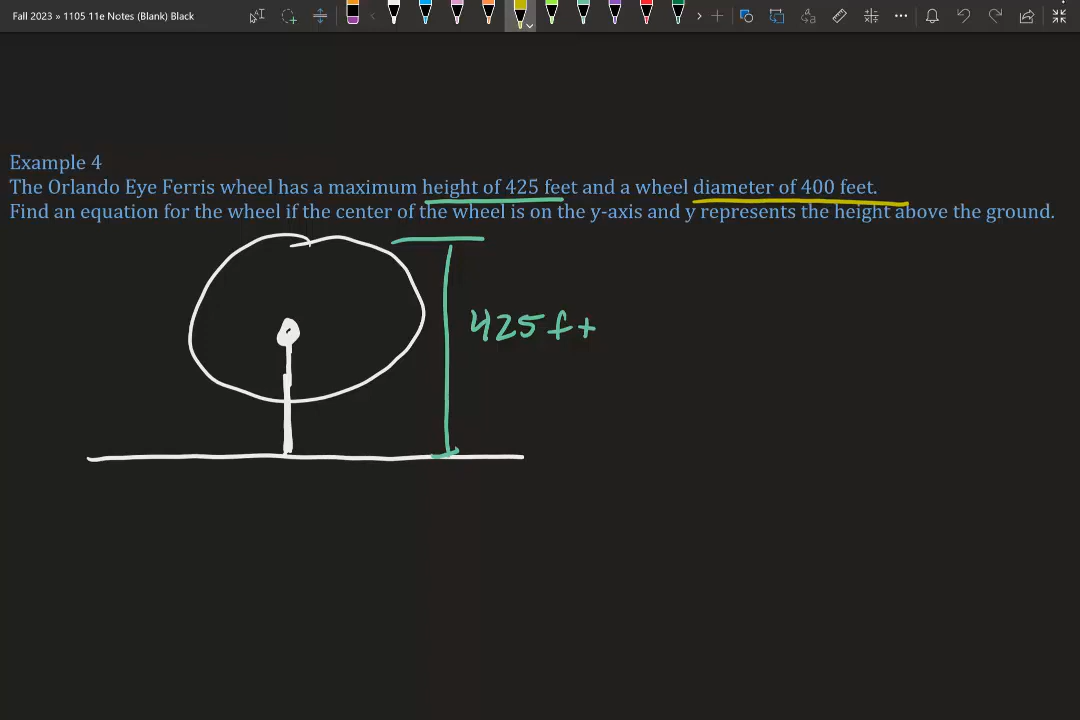 Fall 2023 » 1105 11e Notes (Blank) Black
Example 4
The Orlando Eye Ferris wheel has a maximum height of 425 feet and a wheel diameter of 400 feet.
Find an equation for the wheel if the center of the wheel is on the y-axis and y represents the height above the ground.
425ft